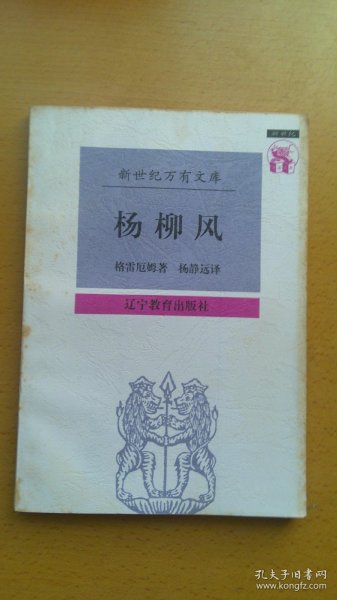 新世纪
新世纪万有文库
杨柳风
格雷厄姆著 杨静远译
辽宁教育出版社
孔夫子旧书网
www.kongfz.com